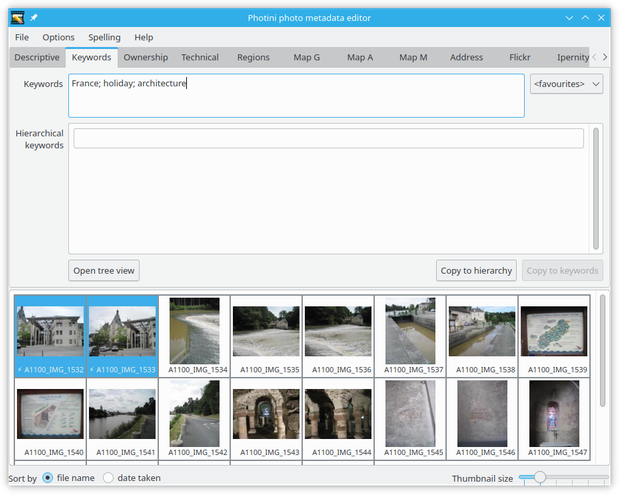 Photini photo metadata editor
File Options Spelling Help
Descriptive Keywords Ownership Technical Regions Map G Map A Map M Address Flickr Ipernity
Keywords France; holiday; architecture <favourites>
Hierarchical
keywords
Open tree view Copy to hierarchy Copy to keywords
A1100_IMG_1532 A1100_IMG_1533 A1100_IMG_1534 A1100_IMG_1535 A1100_IMG_1536 A1100_IMG_1537 A1100_IMG_1538 A1100_IMG_1539
A1100_IMG_1540 A1100_IMG_1541 A1100_IMG_1542 A1100_IMG_1543 A1100_IMG_1544 A1100_IMG_1545 A1100_IMG_1546 A1100_IMG_1547
Sort by file name date taken Thumbnail size